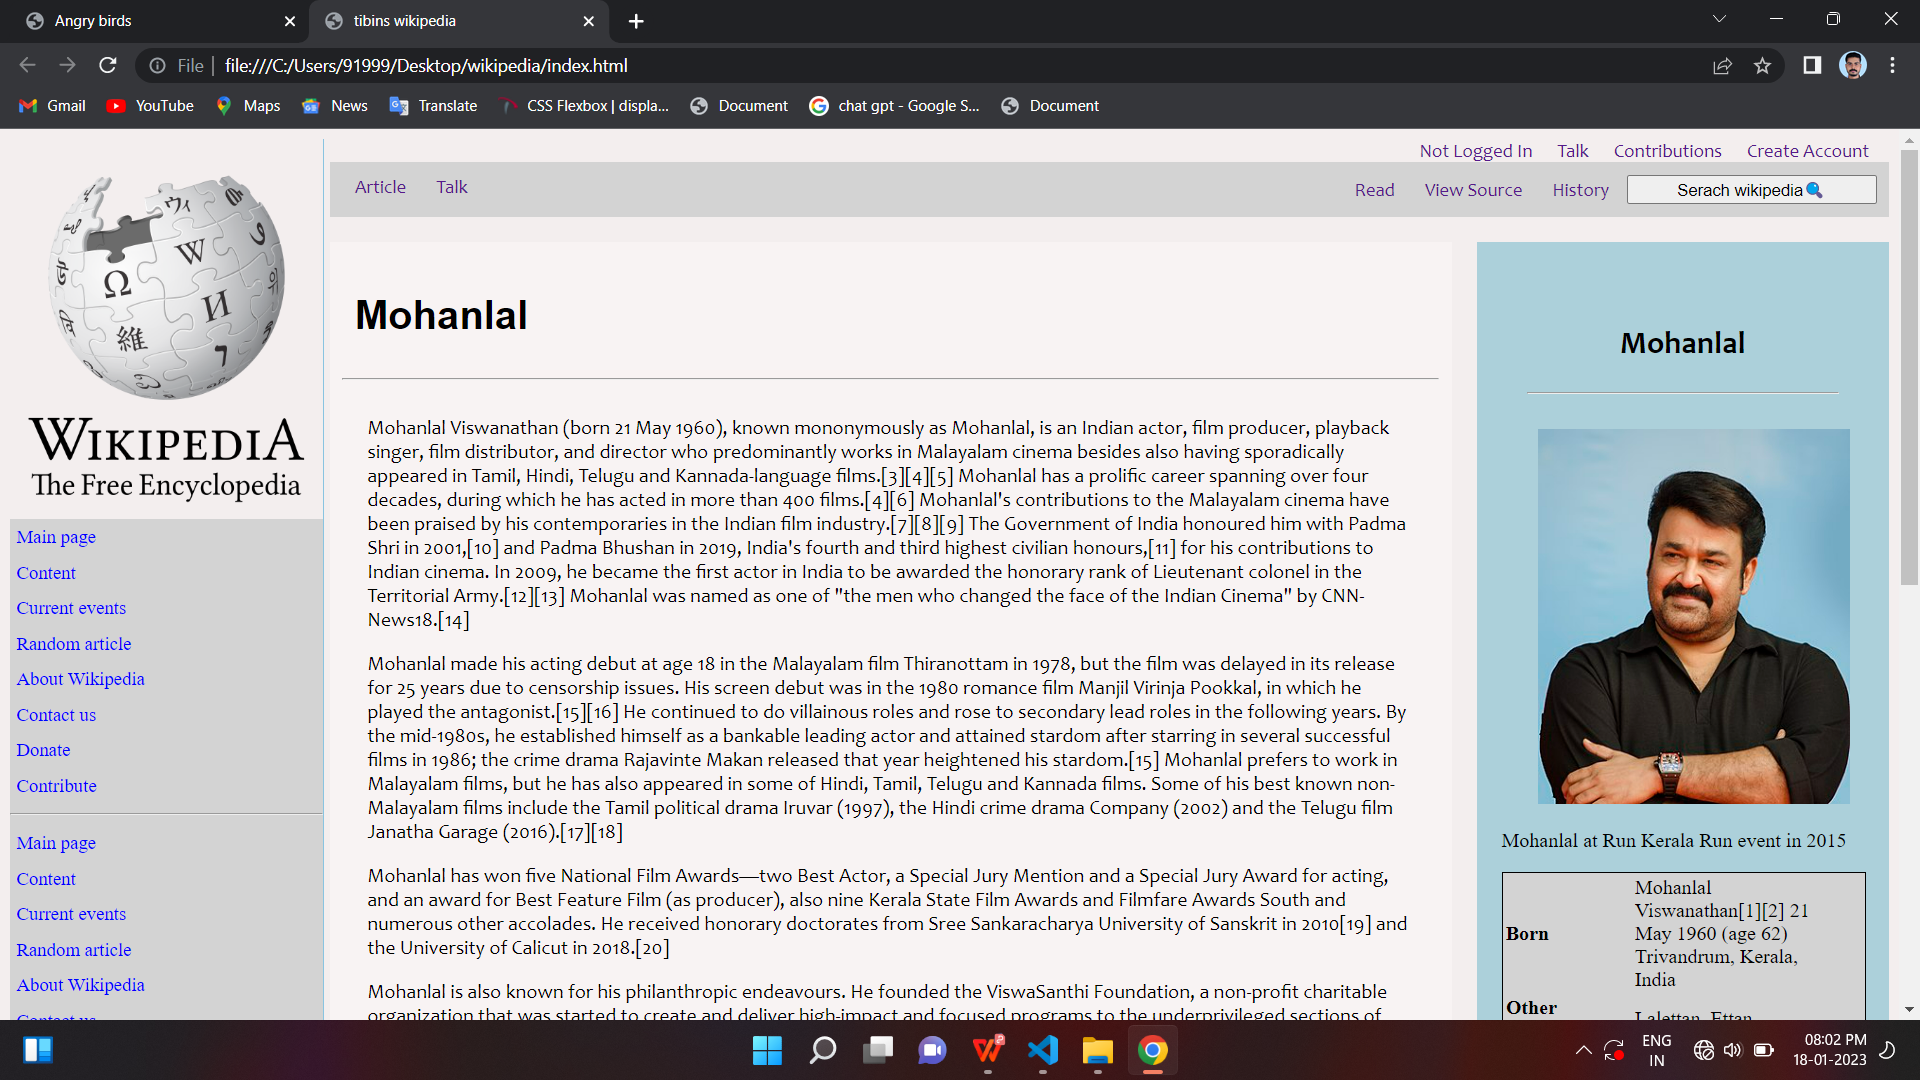 Angry birds
tibins wikipedia
File
file:///C:/Users/91999/Desktop/wikipedia/index.html
Gmail
YouTube
Maps
News
Translate
CSS Flexbox | displa...
Document
chat gpt - Google S...
Document
Not Logged In
Talk
Contributions
Create Account
Article
Talk
Read
View Source
History
Serach wikipedia
WIKIPEDIA
The Free Encyclopedia
Main page
Content
Current events
Random article
About Wikipedia
Contact us
Donate
Contribute
Main page
Content
Current events
Random article
About Wikipedia
Contact us
Mohanlal
Mohanlal Viswanathan (born 21 May 1960), known mononymously as Mohanlal, is an Indian actor, film producer, playback
singer, film distributor, and director who predominantly works in Malayalam cinema besides also having sporadically
appeared in Tamil, Hindi, Telugu and Kannada-language films.[3][4][5] Mohanlal has a prolific career spanning over four
decades, during which he has acted in more than 400 films.[4][6] Mohanlal's contributions to the Malayalam cinema have
been praised by his contemporaries in the Indian film industry.[7][8][9] The Government of India honoured him with Padma
Shri in 2001,[10] and Padma Bhushan in 2019, India's fourth and third highest civilian honours,[11] for his contributions to
Indian cinema. In 2009, he became the first actor in India to be awarded the honorary rank of Lieutenant colonel in the
Territorial Army.[12][13] Mohanlal was named as one of "the men who changed the face of the Indian Cinema" by CNN-
News18.[14]
Mohanlal made his acting debut at age 18 in the Malayalam film Thiranottam in 1978, but the film was delayed in its release
for 25 years due to censorship issues. His screen debut was in the 1980 romance film Manjil Virinja Pookkal, in which he
played the antagonist.[15][16] He continued to do villainous roles and rose to secondary lead roles in the following years. By
the mid-1980s, he established himself as a bankable leading actor and attained stardom after starring in several successful
films in 1986; the crime drama Rajavinte Makan released that year heightened his stardom.[15] Mohanlal prefers to work in
Malayalam films, but he has also appeared in some of Hindi, Tamil, Telugu and Kannada films. Some of his best known non-
Malayalam films include the Tamil political drama Iruvar (1997), the Hindi crime drama Company (2002) and the Telugu film
Janatha Garage (2016).[17][18]
Mohanlal has won five National Film Awards—two Best Actor, a Special Jury Mention and a Special Jury Award for acting,
and an award for Best Feature Film (as producer), also nine Kerala State Film Awards and Filmfare Awards South and
numerous other accolades. He received honorary doctorates from Sree Sankaracharya University of Sanskrit in 2010[19] and
the University of Calicut in 2018.[20]
Mohanlal is also known for his philanthropic endeavours. He founded the ViswaSanthi Foundation, a non-profit charitable
organization that was started to create and deliver high-impact and focused programs to the underprivileged sections of
Mohanlal
Mohanlal at Run Kerala Run event in 2015
Born
Mohanlal
Viswanathan[1][2] 21
May 1960 (age 62)
Trivandrum, Kerala,
India
Other
Lalettan, Ettan
ENG
IN
08:02 PM
18-01-2023